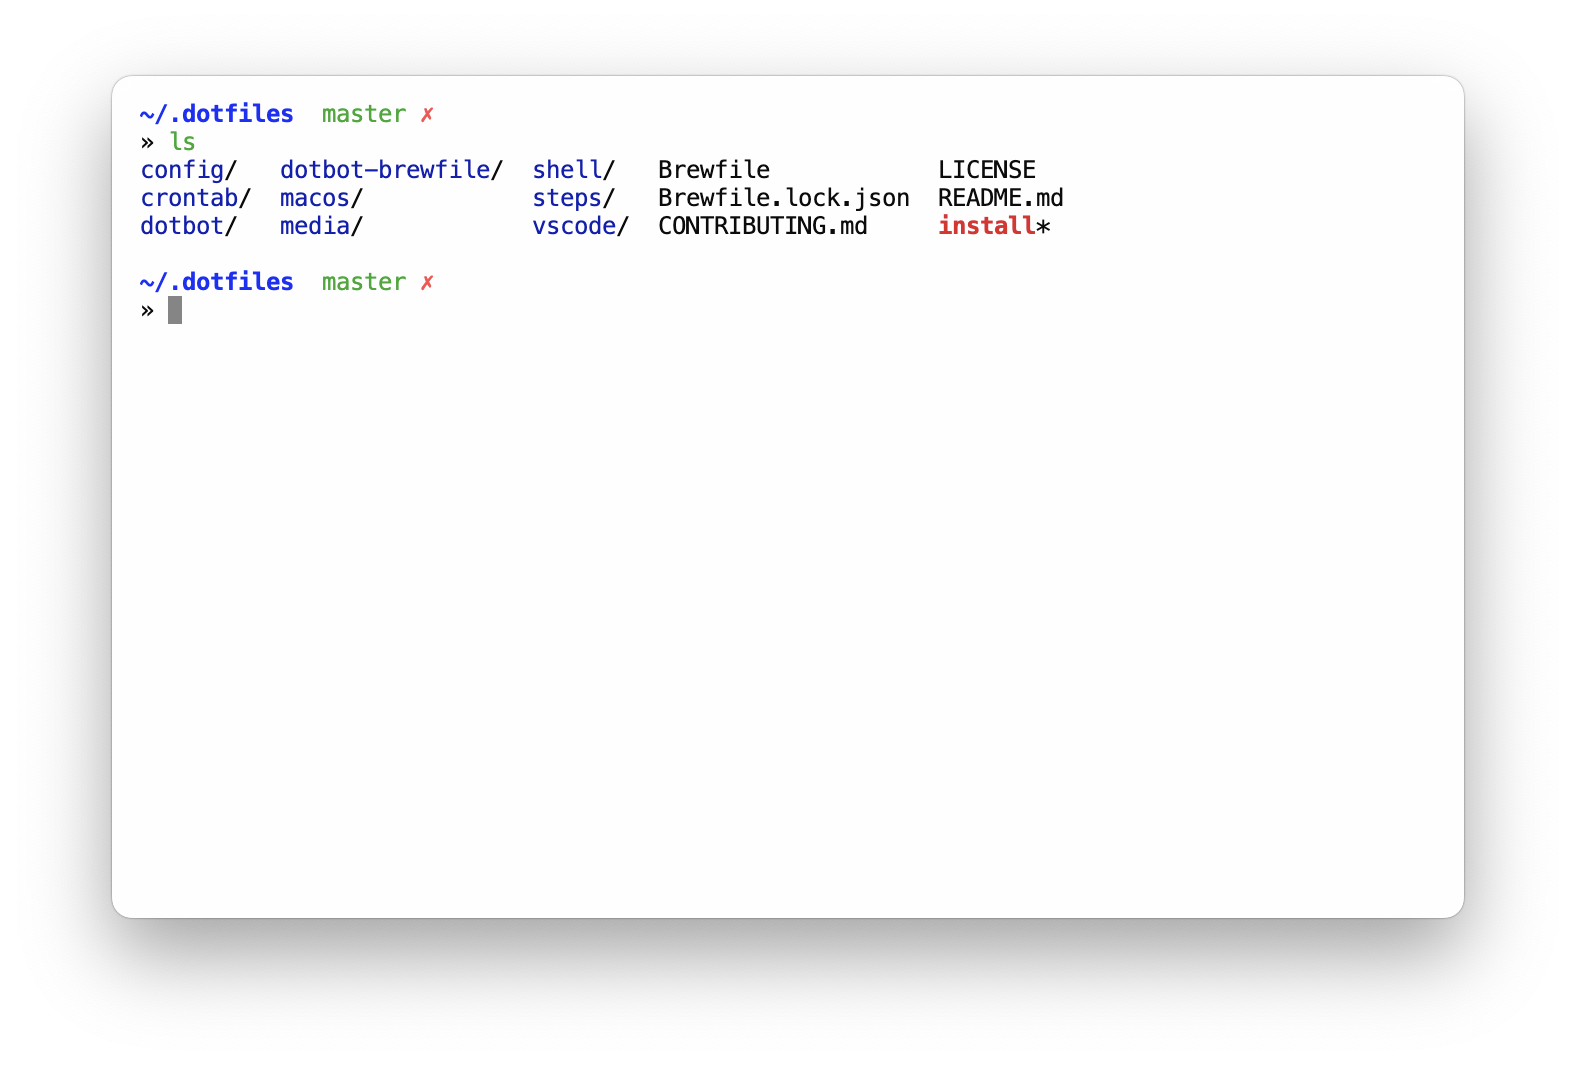 ~/.dotfiles  master ✗
» ls
config/   dotbot-brewfile/  shell/   Brewfile            LICENSE
crontab/  macos/            steps/   Brewfile.lock.json  README.md
dotbot/   media/            vscode/  CONTRIBUTING.md     install*
~/.dotfiles  master ✗
»